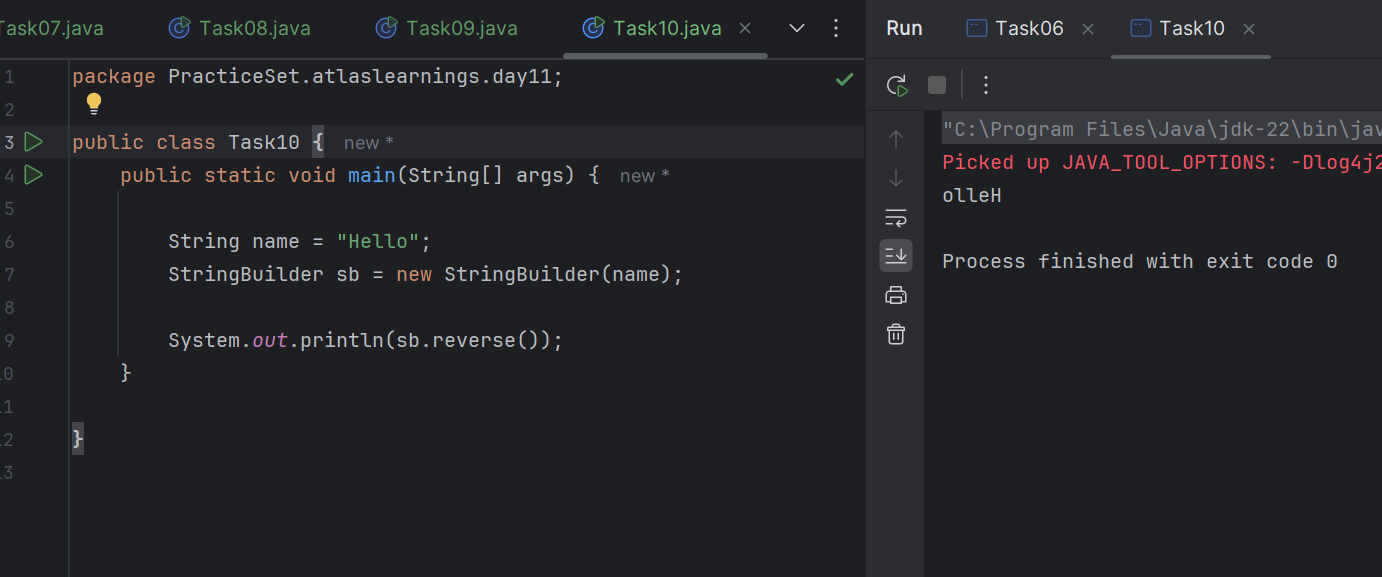 Task07.java Task08.java Task09.java Task10.java
1 package PracticeSet.atlaslearnings.day11;
2
3 public class Task10 { new *
4 public static void main(String[] args) { new *
5
6 String name = "Hello";
7 StringBuilder sb = new StringBuilder(name);
8
9 System.out.println(sb.reverse());
10 }
11
12 }
13
Run Task06 Task10
"C:\Program Files\Java\jdk-22\bin\jav
Picked up JAVA_TOOL_OPTIONS: -Dlog4j2
olleH
Process finished with exit code 0